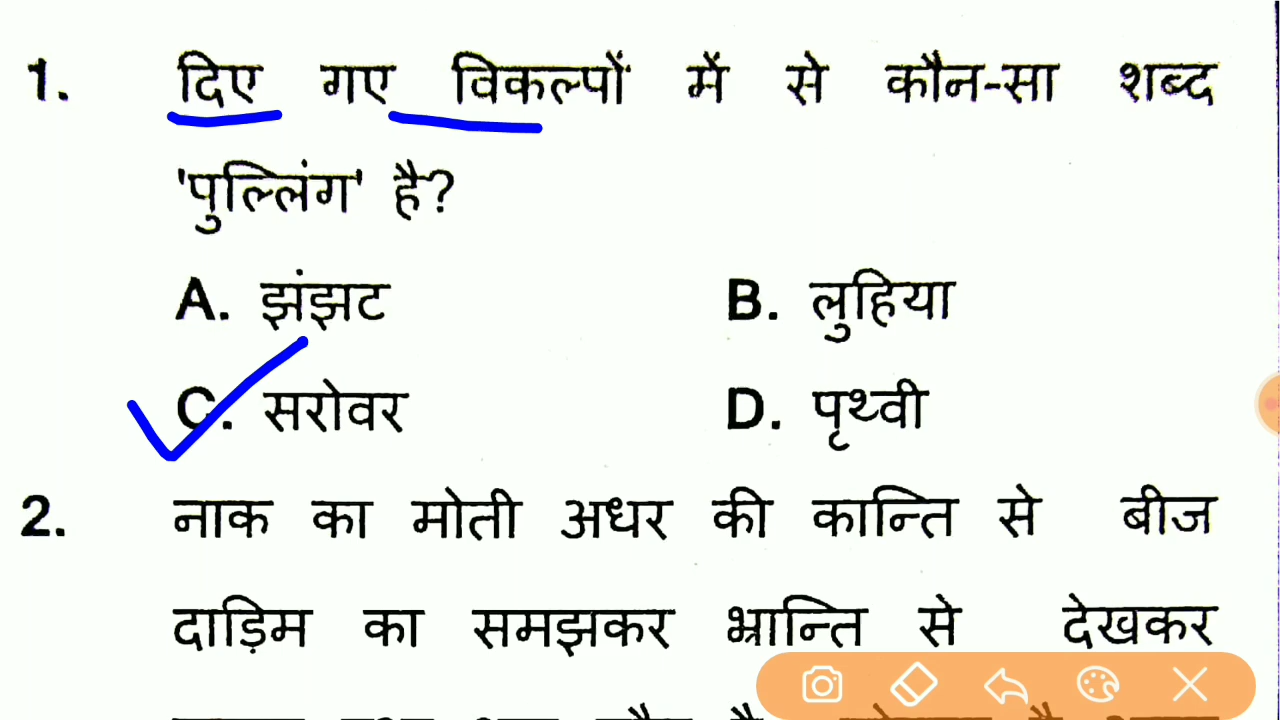 1. दिए गए विकल्पों में से कौन-सा शब्द
'पुल्लिंग' है?
A. झंझट B. लुहिया
C. सरोवर D. पृथ्वी
2. नाक का मोती अधर की कान्ति से बीज
दाड़िम का समझकर भ्रान्ति से देखकर